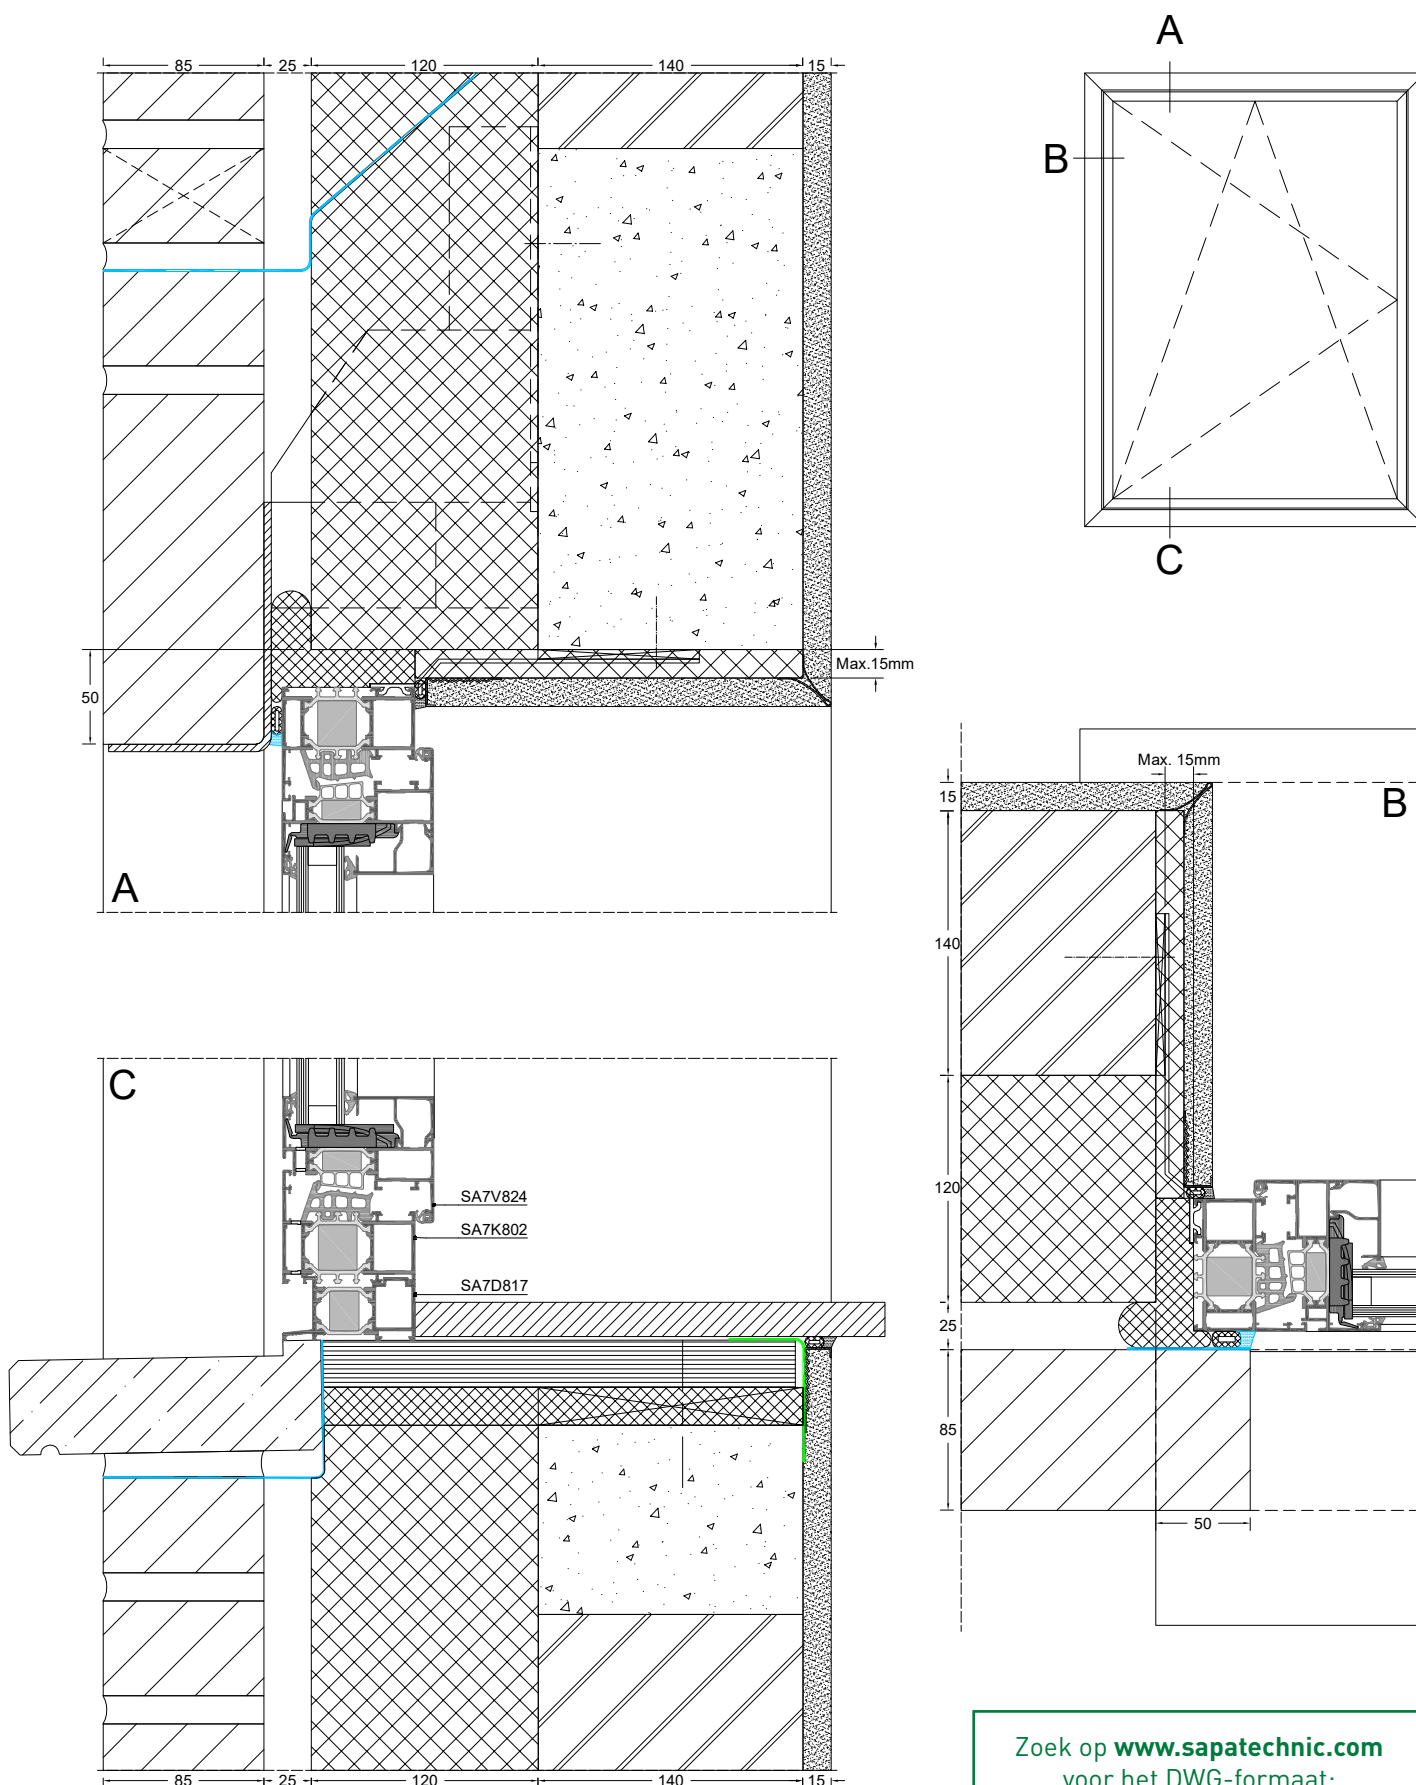 85 25 120 140 15
A
B
C
50
Max.15mm
A
Max. 15mm
15
B
140
120
25
85
50
C
SA7V824
SA7K802
SA7D817
85 25 120 140 15
Zoek op www.sapatechnic.com
voor het DWG-formaat: